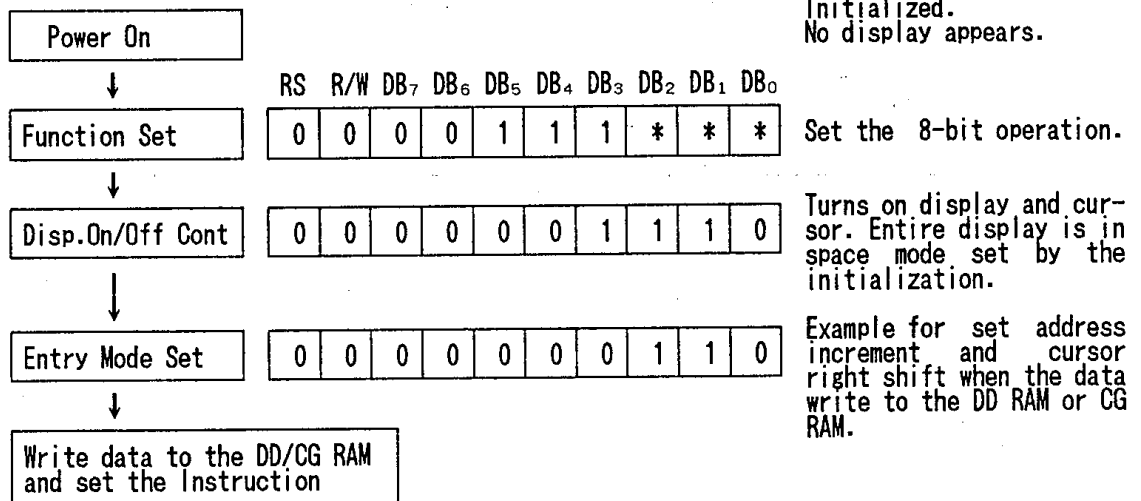 Initialized.
Power On
No display appears.
RS R/W DB₇ DB₆ DB₅ DB₄ DB₃ DB₂ DB₁ DB₀
Function Set 0 0 0 0 1 1 1 * * * Set the 8-bit operation.
Disp.On/Off Cont 0 0 0 0 0 0 1 1 1 0
Turns on display and cur-
sor. Entire display is in
space mode set by the
initialization.
Entry Mode Set 0 0 0 0 0 0 0 1 1 0
Example for set address
increment and cursor
right shift when the data
write to the DD RAM or CG
RAM.
Write data to the DD/CG RAM
and set the Instruction